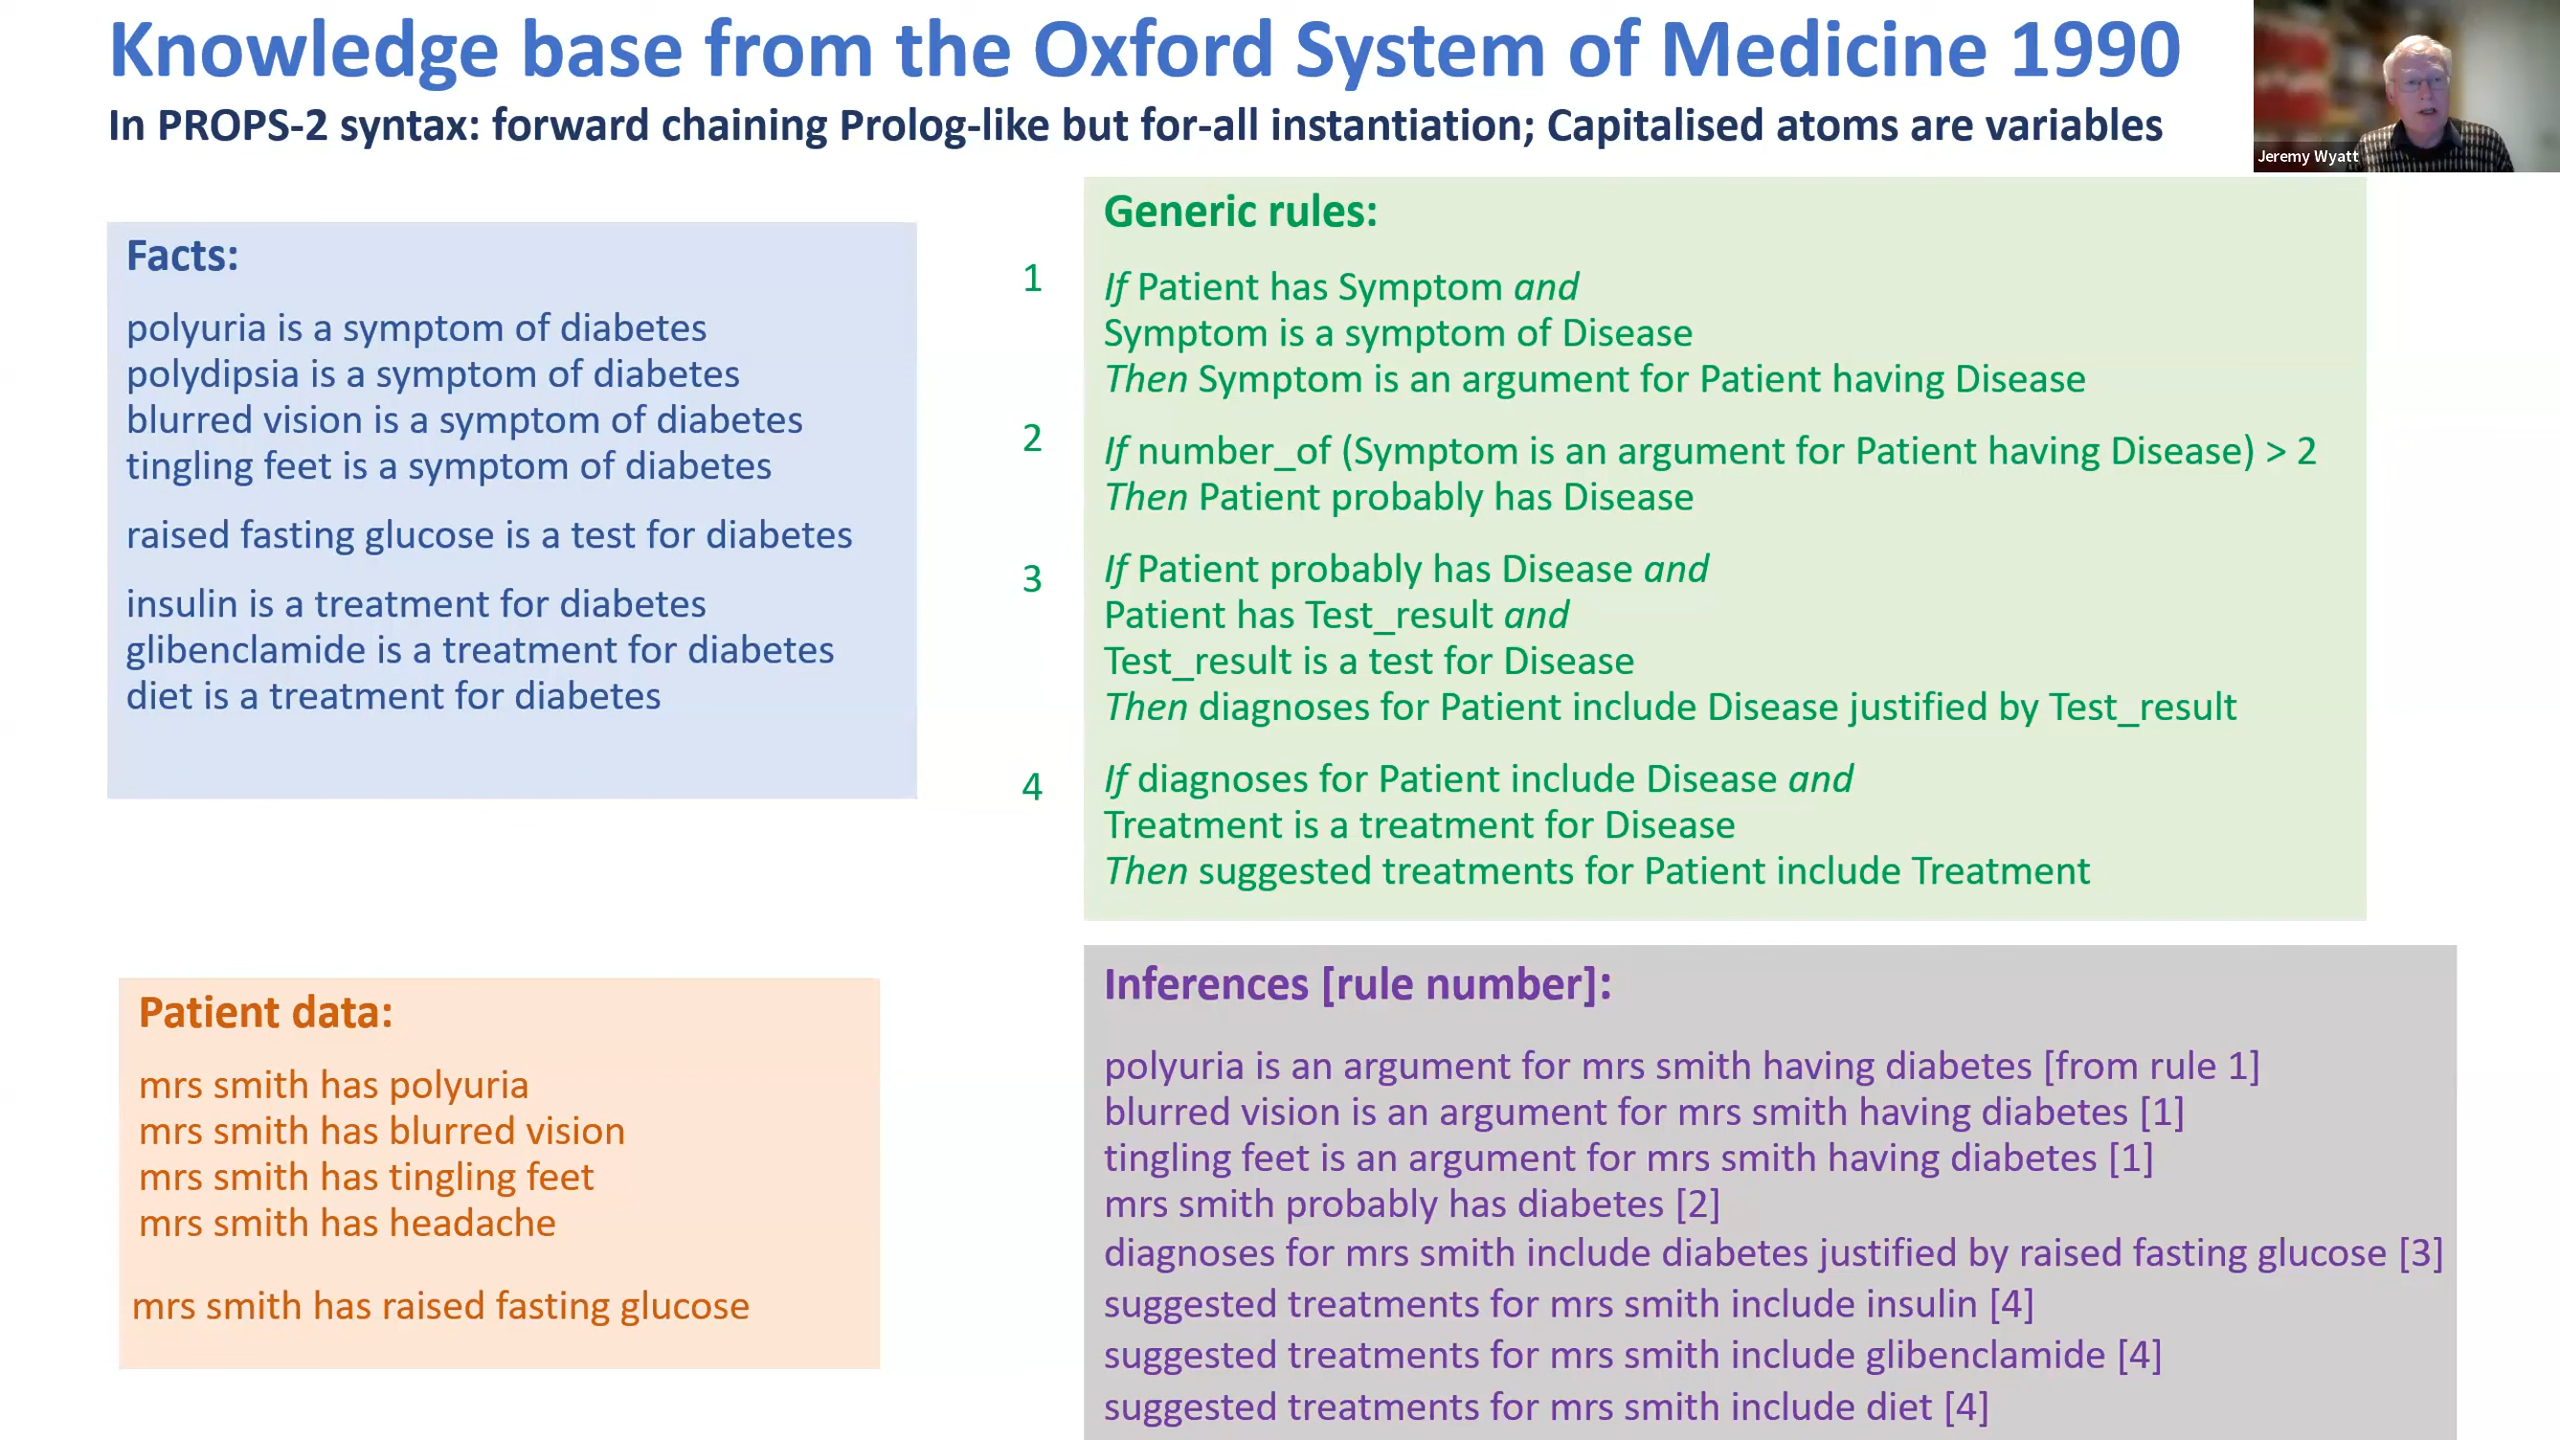 Knowledge base from the Oxford System of Medicine 1990
In PROPS-2 syntax: forward chaining Prolog-like but for-all instantiation; Capitalised atoms are variables
Jeremy Wyatt
Facts:
polyuria is a symptom of diabetes
polydipsia is a symptom of diabetes
blurred vision is a symptom of diabetes
tingling feet is a symptom of diabetes
raised fasting glucose is a test for diabetes
insulin is a treatment for diabetes
glibenclamide is a treatment for diabetes
diet is a treatment for diabetes
Generic rules:
1
If Patient has Symptom and
Symptom is a symptom of Disease
Then Symptom is an argument for Patient having Disease
2
If number_of (Symptom is an argument for Patient having Disease) > 2
Then Patient probably has Disease
3
If Patient probably has Disease and
Patient has Test_result and
Test_result is a test for Disease
Then diagnoses for Patient include Disease justified by Test_result
4
If diagnoses for Patient include Disease and
Treatment is a treatment for Disease
Then suggested treatments for Patient include Treatment
Patient data:
mrs smith has polyuria
mrs smith has blurred vision
mrs smith has tingling feet
mrs smith has headache
mrs smith has raised fasting glucose
Inferences [rule number]:
polyuria is an argument for mrs smith having diabetes [from rule 1]
blurred vision is an argument for mrs smith having diabetes [1]
tingling feet is an argument for mrs smith having diabetes [1]
mrs smith probably has diabetes [2]
diagnoses for mrs smith include diabetes justified by raised fasting glucose [3]
suggested treatments for mrs smith include insulin [4]
suggested treatments for mrs smith include glibenclamide [4]
suggested treatments for mrs smith include diet [4]